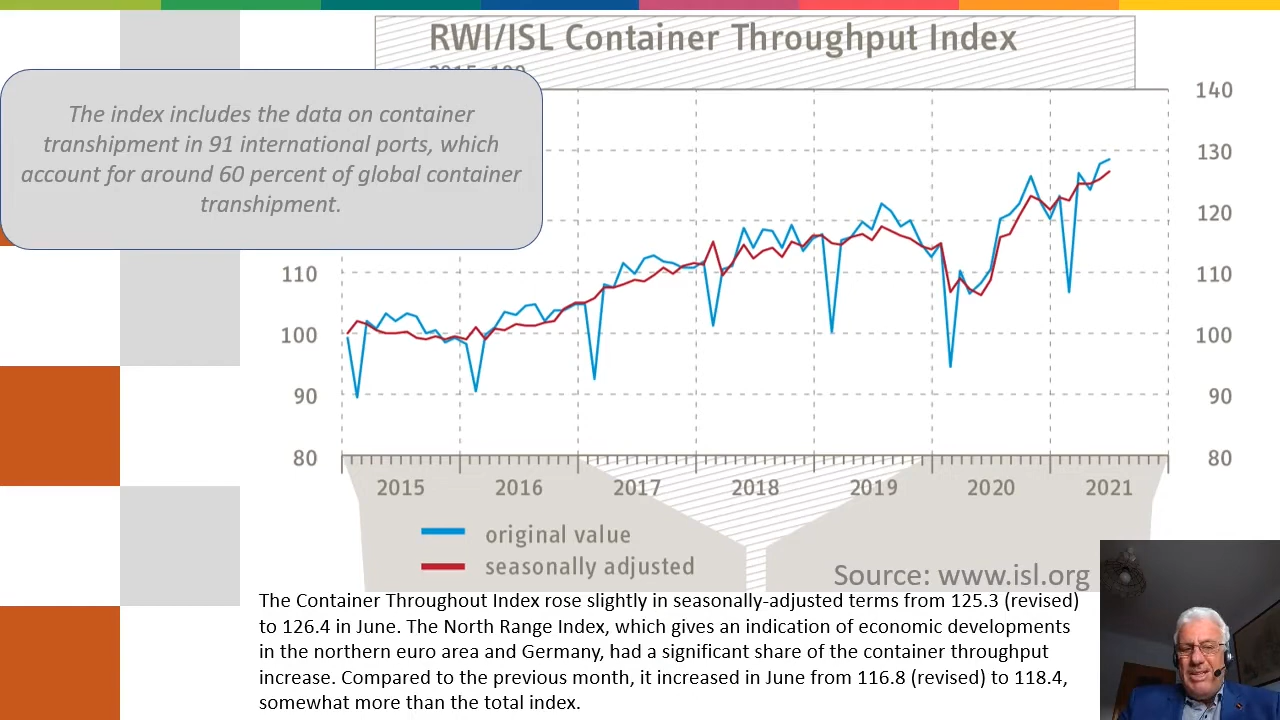 RWI/ISL Container Throughput Index
2015=100
The index includes the data on container
transhipment in 91 international ports, which
account for around 60 percent of global container
transhipment.
140
130
120
110 110
100 100
90 90
80 80
2015 2016 2017 2018 2019 2020 2021
original value
seasonally adjusted
Source: www.isl.org
The Container Throughout Index rose slightly in seasonally-adjusted terms from 125.3 (revised)
to 126.4 in June. The North Range Index, which gives an indication of economic developments
in the northern euro area and Germany, had a significant share of the container throughput
increase. Compared to the previous month, it increased in June from 116.8 (revised) to 118.4,
somewhat more than the total index.